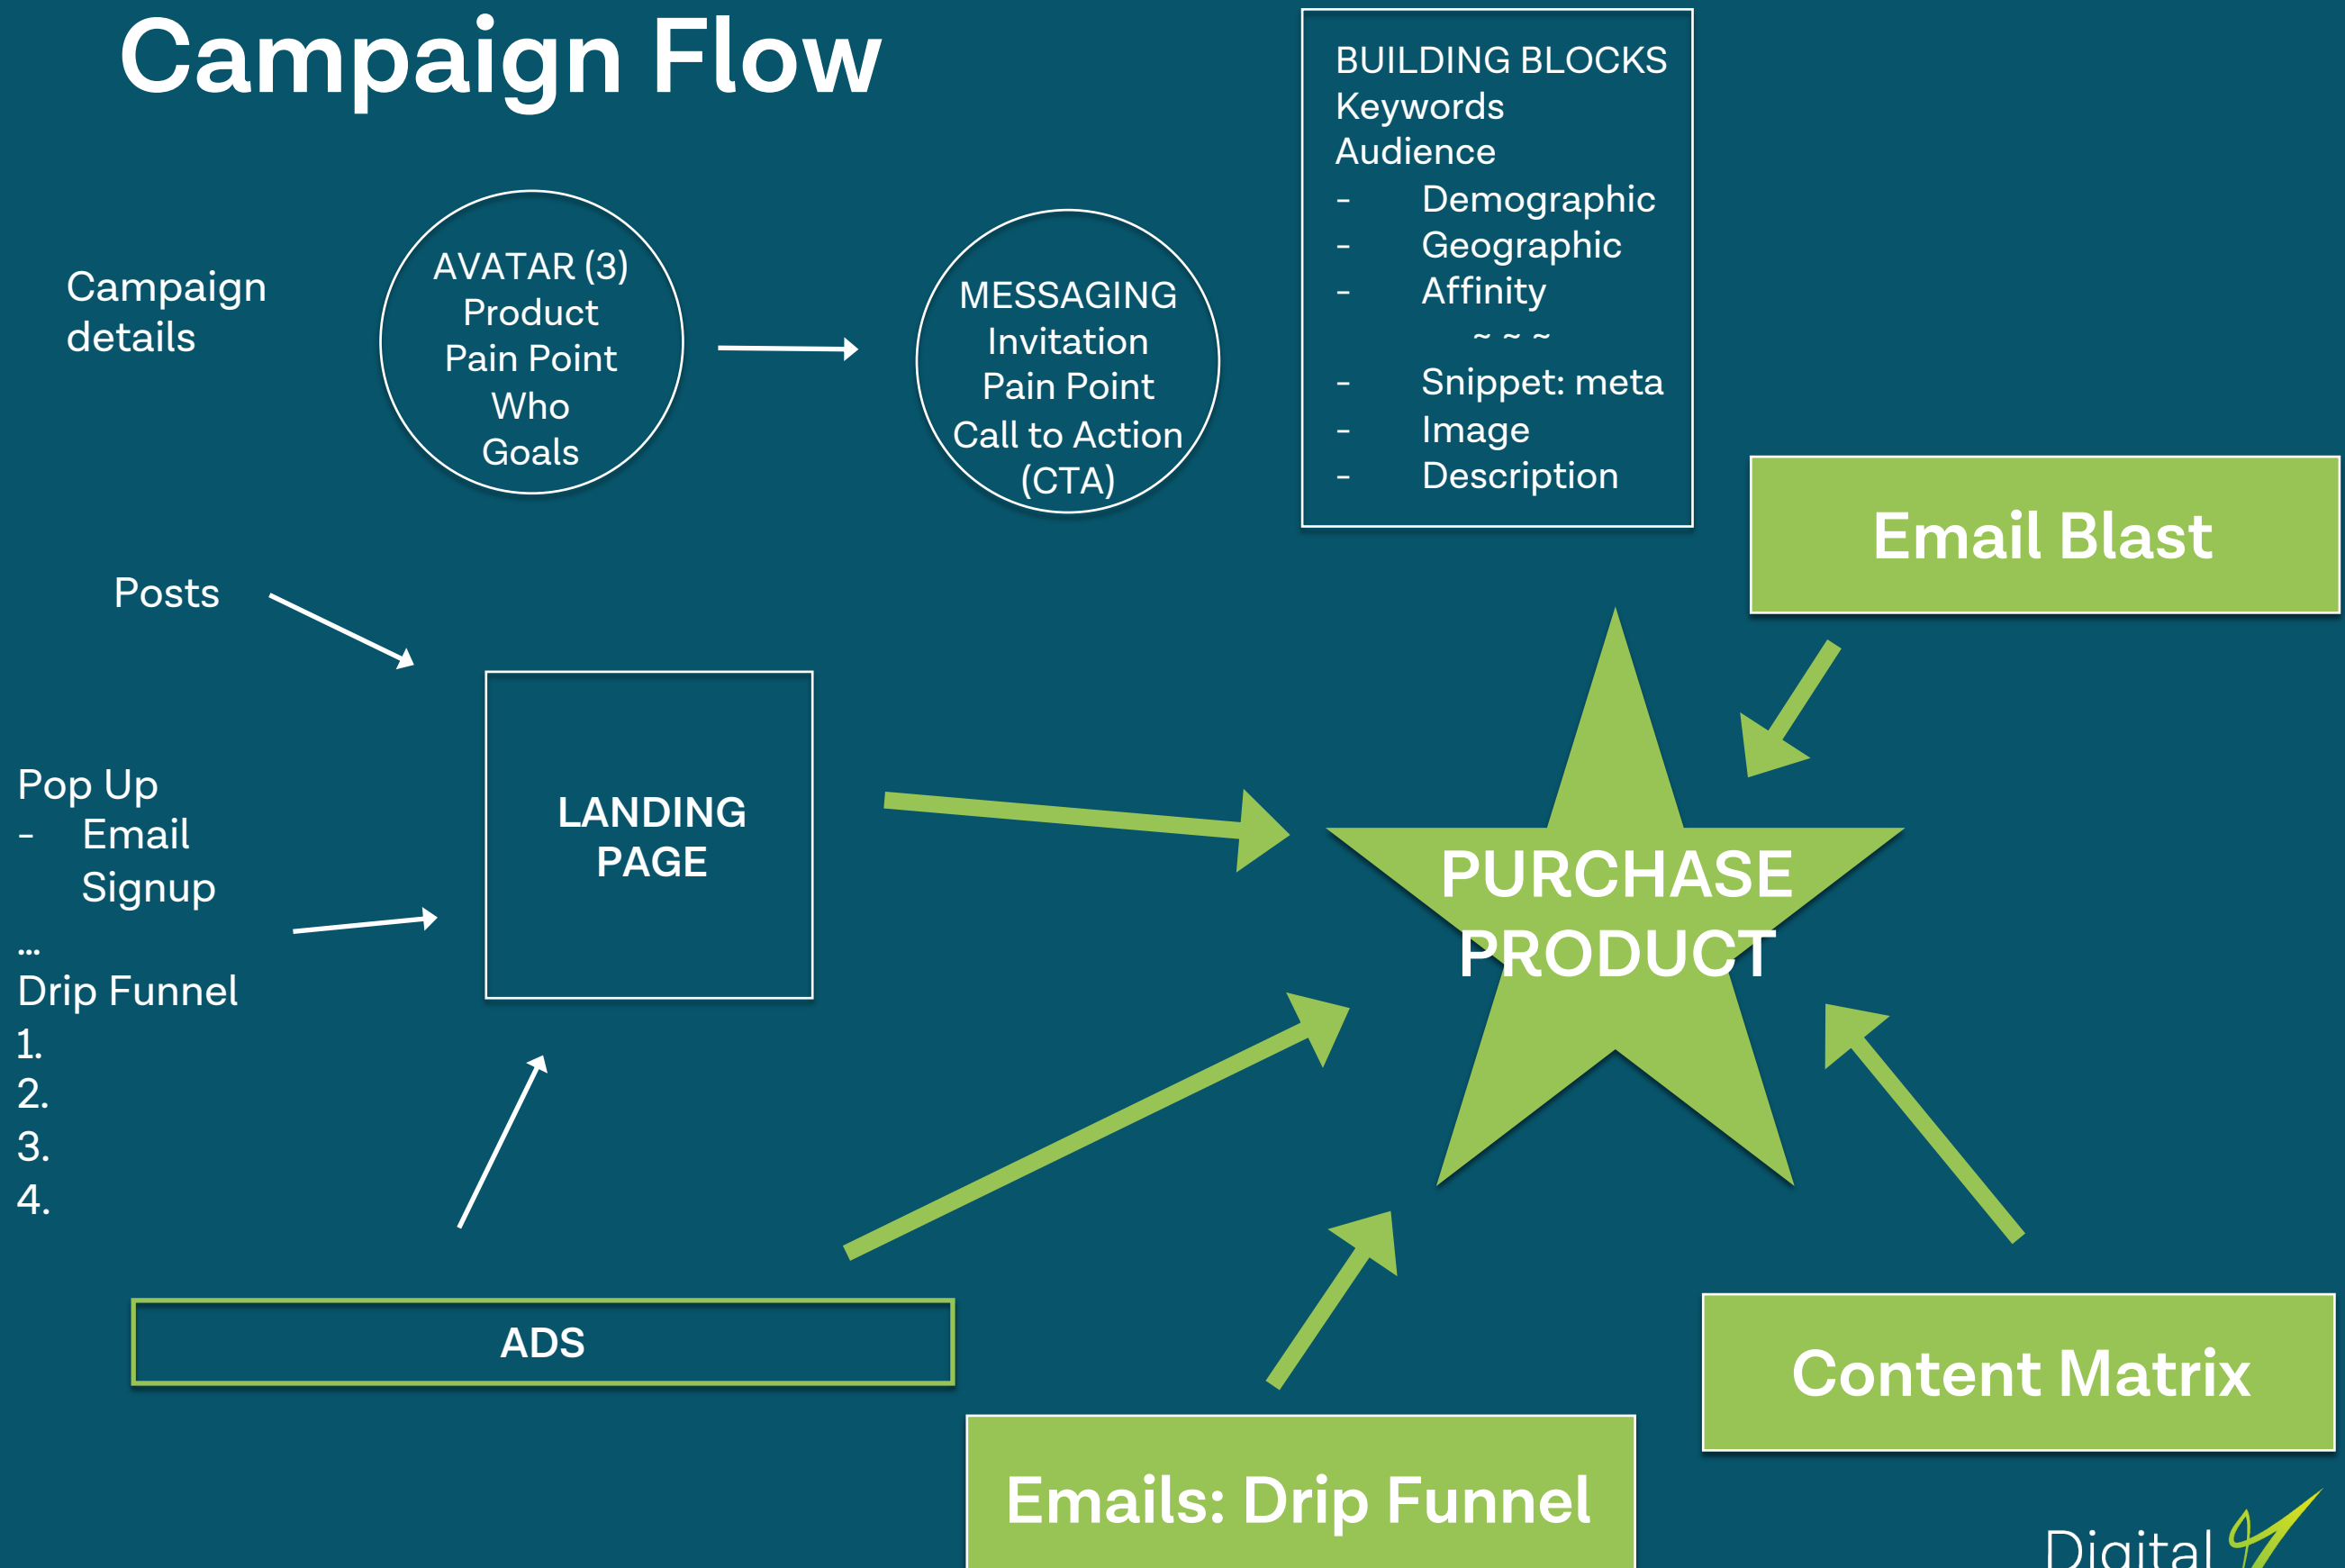 Campaign Flow
Campaign
details
AVATAR (3)
Product
Pain Point
Who
Goals
MESSAGING
Invitation
Pain Point
Call to Action
(CTA)
BUILDING BLOCKS
Keywords
Audience
- Demographic
- Geographic
- Affinity
~ ~ ~
- Snippet: meta
- Image
- Description
Email Blast
Posts
Pop Up
- Email
Signup
...
Drip Funnel
1.
2.
3.
4.
LANDING
PAGE
PURCHASE
PRODUCT
ADS
Content Matrix
Emails: Drip Funnel
Digital